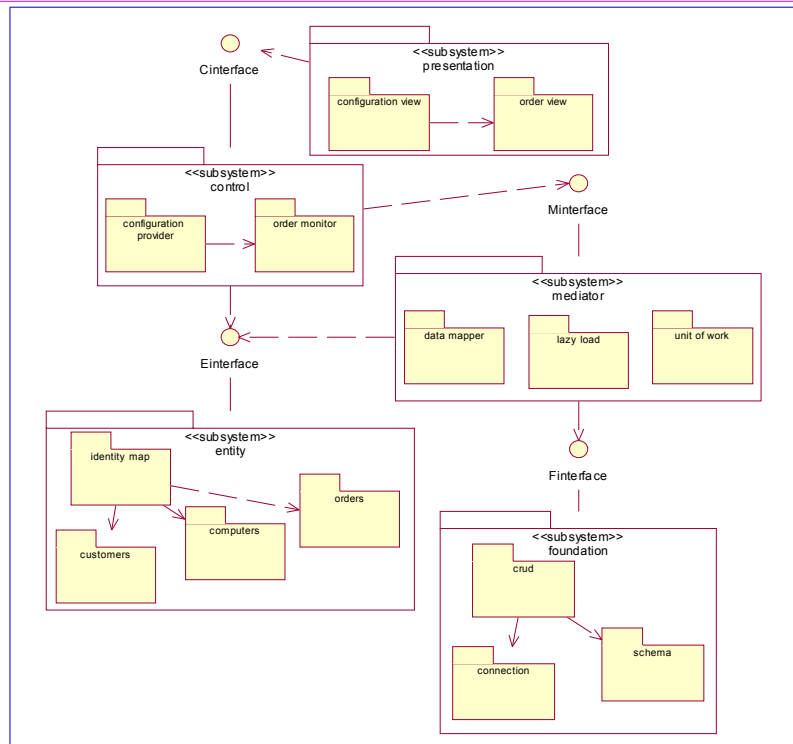 <<subsystem>>
presentation
Cinterface
configuration view
order view
<<subsystem>>
control
configuration
provider
order monitor
Minterface
<<subsystem>>
mediator
data mapper
lazy load
unit of work
Einterface
<<subsystem>>
entity
identity map
orders
computers
customers
Finterface
<<subsystem>>
foundation
crud
connection
schema